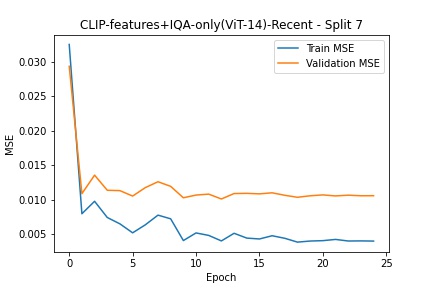 CLIP-features+IQA-only(ViT-14)-Recent - Split 7
Train MSE
Validation MSE
MSE
0.030
0.025
0.020
0.015
0.010
0.005
0 5 10 15 20 25
Epoch